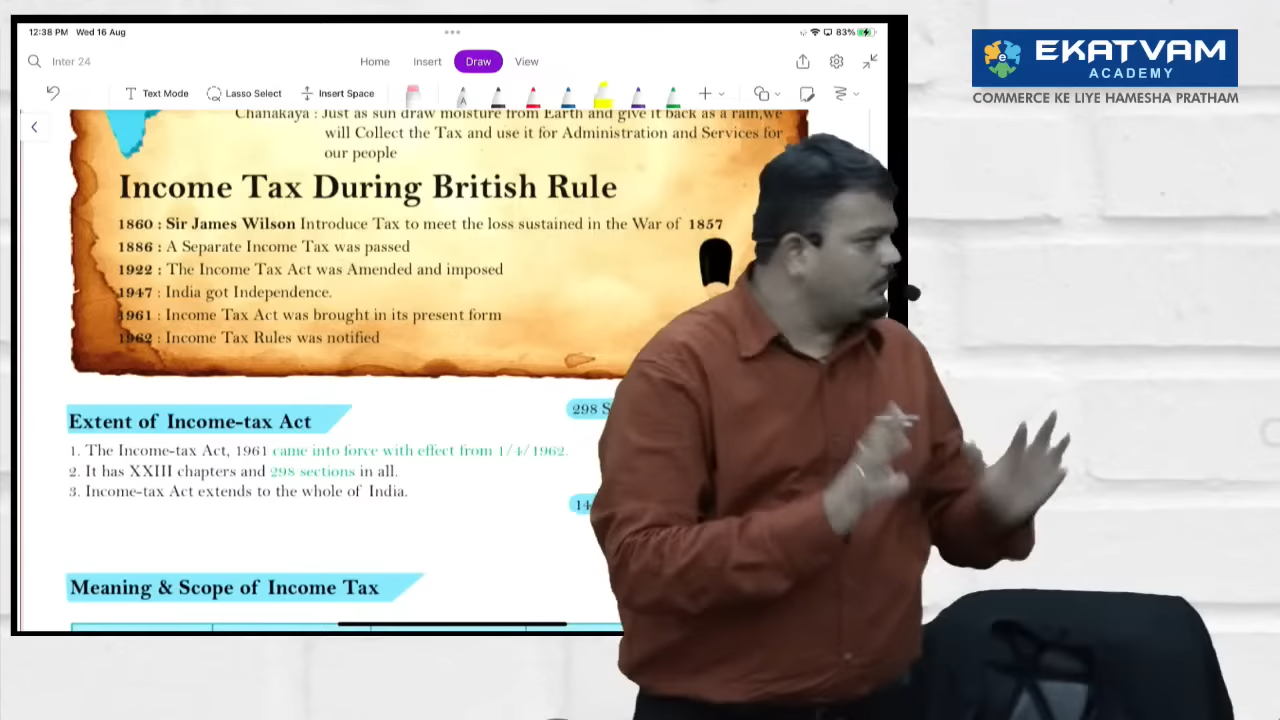 12:38 PM Wed 16 Aug
83%
EKATVAM
ACADEMY
COMMERCE KE LIYE HAMESHA PRATHAM
Inter 24
Home Insert Draw View
Text Mode Lasso Select Insert Space
Chanakaya : Just as sun draw moisture from Earth and give it back as a rain,we
will Collect the Tax and use it for Administration and Services for
our people
Income Tax During British Rule
1860 : Sir James Wilson Introduce Tax to meet the loss sustained in the War of 1857
1886 : A Separate Income Tax was passed
1922 : The Income Tax Act was Amended and imposed
1947 : India got Independence.
1961 : Income Tax Act was brought in its present form
1962 : Income Tax Rules was notified
Extent of Income-tax Act
298 S
1. The Income-tax Act, 1961 came into force with effect from 1/4/1962.
2. It has XXIII chapters and 298 sections in all.
3. Income-tax Act extends to the whole of India.
14
Meaning & Scope of Income Tax